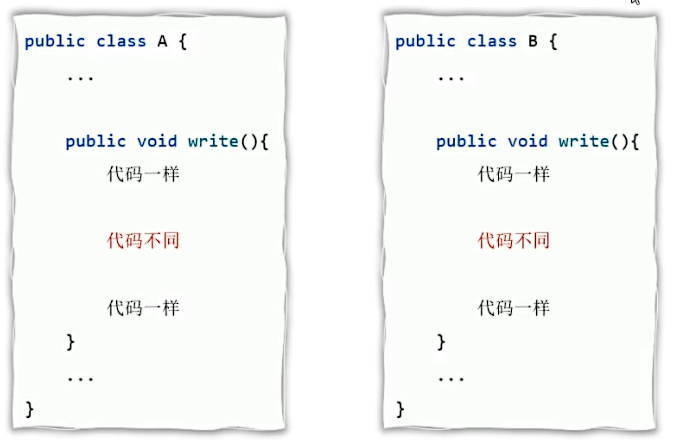 public class A {
...
public void write(){
代码一样
代码不同
代码一样
}
...
}
public class B {
...
public void write(){
代码一样
代码不同
代码一样
}
...
}